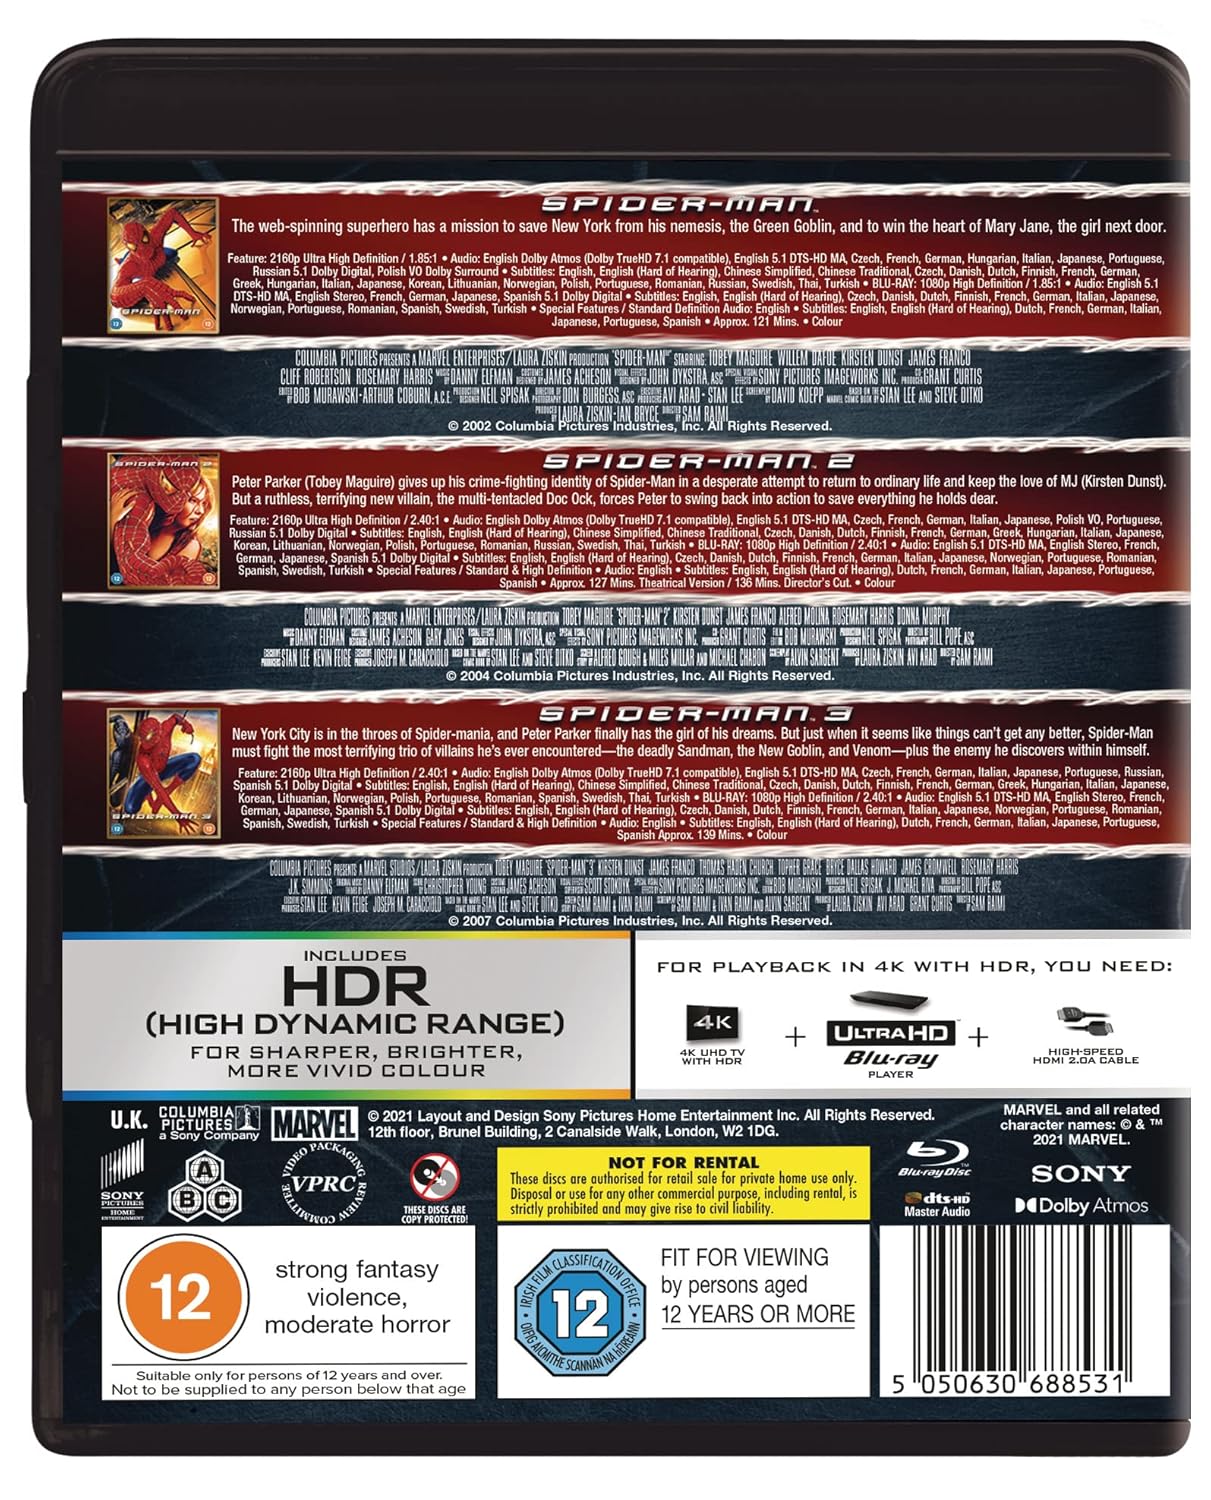 SPIDER-MAN™
The web-spinning superhero has a mission to save New York from his nemesis, the Green Goblin, and to win the heart of Mary Jane, the girl next door.
Feature: 2160p Ultra High Definition / 1.85:1 • Audio: English Dolby Atmos (Dolby TrueHD 7.1 compatible), English 5.1 DTS-HD MA, Czech, French, German, Hungarian, Italian, Japanese, Portuguese,
Russian 5.1 Dolby Digital, Polish VO Dolby Surround • Subtitles: English, English (Hard of Hearing), Chinese Simplified, Chinese Traditional, Czech, Danish, Dutch, Finnish, French, German,
Greek, Hungarian, Italian, Japanese, Korean, Lithuanian, Norwegian, Polish, Portuguese, Romanian, Russian, Swedish, Thai, Turkish • BLU-RAY: 1080p High Definition / 1.85:1 • Audio: English 5.1
DTS-HD MA, English Stereo, French, German, Japanese, Spanish 5.1 Dolby Digital • Subtitles: English, English (Hard of Hearing), Czech, Danish, Dutch, Finnish, French, German, Italian, Japanese,
Norwegian, Portuguese, Romanian, Spanish, Swedish, Turkish • Special Features / Standard Definition Audio: English • Subtitles: English, English (Hard of Hearing), Dutch, French, German, Italian,
Japanese, Portuguese, Spanish • Approx. 121 Mins. • Colour
SPIDER-MAN
12 12
COLUMBIA PICTURES PRESENTS A MARVEL ENTERPRISES/LAURA ZISKIN PRODUCTION "SPIDER-MAN" STARRING: TOBEY MAGUIRE WILLEM DAFOE KIRSTEN DUNST JAMES FRANCO
CLIFF ROBERTSON ROSEMARY HARRIS MUSIC BY DANNY ELFMAN COSTUMES DESIGNED BY JAMES ACHESON VISUAL EFFECTS DESIGNED BY JOHN DYKSTRA, ASC SPECIAL VISUAL EFFECTS BY SONY PICTURES IMAGEWORKS INC. CO-PRODUCER GRANT CURTIS
EDITED BY BOB MURAWSKI-ARTHUR COBURN, A.C.E. PRODUCTION DESIGNER NEIL SPISAK DIRECTOR OF PHOTOGRAPHY DON BURGESS, ASC EXECUTIVE PRODUCERS AVI ARAD - STAN LEE SCREENPLAY BY DAVID KOEPP BASED ON THE MARVEL COMIC BOOK BY STAN LEE AND STEVE DITKO
PRODUCED BY LAURA ZISKIN-IAN BRYCE DIRECTED BY SAM RAIMI
© 2002 Columbia Pictures Industries, Inc. All Rights Reserved.
SPIDER-MAN™ 2
SPIDER-MAN 2
Peter Parker (Tobey Maguire) gives up his crime-fighting identity of Spider-Man in a desperate attempt to return to ordinary life and keep the love of MJ (Kirsten Dunst).
But a ruthless, terrifying new villain, the multi-tentacled Doc Ock, forces Peter to swing back into action to save everything he holds dear.
Feature: 2160p Ultra High Definition / 2.40:1 • Audio: English Dolby Atmos (Dolby TrueHD 7.1 compatible), English 5.1 DTS-HD MA, Czech, French, German, Italian, Japanese, Polish VO, Portuguese,
Russian 5.1 Dolby Digital • Subtitles: English, English (Hard of Hearing), Chinese Simplified, Chinese Traditional, Czech, Danish, Dutch, Finnish, French, German, Greek, Hungarian, Italian, Japanese,
Korean, Lithuanian, Norwegian, Polish, Portuguese, Romanian, Russian, Swedish, Thai, Turkish • BLU-RAY: 1080p High Definition / 2.40:1 • Audio: English 5.1 DTS-HD MA, English Stereo, French,
German, Japanese, Spanish 5.1 Dolby Digital • Subtitles: English, English (Hard of Hearing), Czech, Danish, Dutch, Finnish, French, German, Italian, Japanese, Norwegian, Portuguese, Romanian,
Spanish, Swedish, Turkish • Special Features / Standard & High Definition • Audio: English • Subtitles: English, English (Hard of Hearing), Dutch, French, German, Italian, Japanese, Portuguese,
Spanish • Approx. 127 Mins. Theatrical Version / 136 Mins. Director's Cut. • Colour
12 12
COLUMBIA PICTURES PRESENTS A MARVEL ENTERPRISES/LAURA ZISKIN PRODUCTION TOBEY MAGUIRE "SPIDER-MAN™ 2" KIRSTEN DUNST JAMES FRANCO ALFRED MOLINA ROSEMARY HARRIS DONNA MURPHY
MUSIC BY DANNY ELFMAN COSTUME DESIGNERS JAMES ACHESON GARY JONES VISUAL EFFECTS DESIGNER JOHN DYKSTRA, ASC SPECIAL VISUAL EFFECTS BY SONY PICTURES IMAGEWORKS INC. CO-PRODUCER GRANT CURTIS FILM EDITOR BOB MURAWSKI PRODUCTION DESIGNER NEIL SPISAK DIRECTOR OF PHOTOGRAPHY BILL POPE ASC
EXECUTIVE PRODUCERS STAN LEE KEVIN FEIGE EXECUTIVE PRODUCER JOSEPH M. CARACCIOLO BASED ON THE MARVEL COMIC BOOK BY STAN LEE AND STEVE DITKO SCREEN STORY BY ALFRED GOUGH & MILES MILLAR AND MICHAEL CHABON SCREENPLAY BY ALVIN SARGENT PRODUCED BY LAURA ZISKIN AVI ARAD DIRECTED BY SAM RAIMI
© 2004 Columbia Pictures Industries, Inc. All Rights Reserved.
SPIDER-MAN™ 3
New York City is in the throes of Spider-mania, and Peter Parker finally has the girl of his dreams. But just when it seems like things can't get any better, Spider-Man
must fight the most terrifying trio of villains he's ever encountered—the deadly Sandman, the New Goblin, and Venom—plus the enemy he discovers within himself.
Feature: 2160p Ultra High Definition / 2.40:1 • Audio: English Dolby Atmos (Dolby TrueHD 7.1 compatible), English 5.1 DTS-HD MA, Czech, French, German, Italian, Japanese, Portuguese, Russian,
Spanish 5.1 Dolby Digital • Subtitles: English, English (Hard of Hearing), Chinese Simplified, Chinese Traditional, Czech, Danish, Dutch, Finnish, French, German, Greek, Hungarian, Italian, Japanese,
Korean, Lithuanian, Norwegian, Polish, Portuguese, Romanian, Spanish, Swedish, Thai, Turkish • BLU-RAY: 1080p High Definition / 2.40:1 • Audio: English 5.1 DTS-HD MA, English Stereo, French,
German, Japanese, Spanish 5.1 Dolby Digital • Subtitles: English, English (Hard of Hearing), Czech, Danish, Dutch, Finnish, French, German, Italian, Japanese, Norwegian, Portuguese, Romanian,
Spanish, Swedish, Turkish • Special Features / Standard & High Definition • Audio: English • Subtitles: English, English (Hard of Hearing), Dutch, French, German, Italian, Japanese, Portuguese,
Spanish Approx. 139 Mins. • Colour
SPIDER-MAN 3
12 12
COLUMBIA PICTURES PRESENTS A MARVEL STUDIOS/LAURA ZISKIN PRODUCTION TOBEY MAGUIRE "SPIDER-MAN™ 3" KIRSTEN DUNST JAMES FRANCO THOMAS HADEN CHURCH TOPHER GRACE BRYCE DALLAS HOWARD JAMES CROMWELL ROSEMARY HARRIS
J.K. SIMMONS DANNY ELFMAN CHRISTOPHER YOUNG JAMES ACHESON SCOTT STOKDYK SONY PICTURES IMAGEWORKS INC. BOB MURAWSKI NEIL SPISAK J. MICHAEL RIVA BILL POPE ASC
STAN LEE KEVIN FEIGE JOSEPH M. CARACCIOLO STAN LEE AND STEVE DITKO SAM RAIMI & IVAN RAIMI SAM RAIMI & IVAN RAIMI AND ALVIN SARGENT LAURA ZISKIN AVI ARAD GRANT CURTIS SAM RAIMI
© 2007 Columbia Pictures Industries, Inc. All Rights Reserved.
INCLUDES
HDR
(HIGH DYNAMIC RANGE)
FOR SHARPER, BRIGHTER,
MORE VIVID COLOUR
FOR PLAYBACK IN 4K WITH HDR, YOU NEED:
4K
4K UHD TV
WITH HDR
+
ULTRA HD
Blu-ray
PLAYER
+
HIGH-SPEED
HDMI 2.0A CABLE
U.K.
COLUMBIA
PICTURES
a Sony Company
MARVEL
© 2021 Layout and Design Sony Pictures Home Entertainment Inc. All Rights Reserved.
12th floor, Brunel Building, 2 Canalside Walk, London, W2 1DG.
MARVEL and all related
character names: © & ™
2021 MARVEL.
SONY
PICTURES
HOME
ENTERTAINMENT
A
B C
VIDEO PACKAGING REVIEW COMMITTEE
VPRC
THESE DISCS ARE
COPY PROTECTED!
NOT FOR RENTAL
These discs are authorised for retail sale for private home use only.
Disposal or use for any other commercial purpose, including rental, is
strictly prohibited and may give rise to civil liability.
Blu-ray Disc™
dts-HD
Master Audio
SONY
Dolby Atmos
12
strong fantasy
violence,
moderate horror
Suitable only for persons of 12 years and over.
Not to be supplied to any person below that age
IRISH FILM CLASSIFICATION OFFICE
12
OIFIG AICMITHE SCANNÁN NA hÉIREANN
FIT FOR VIEWING
by persons aged
12 YEARS OR MORE
5 050630 688531